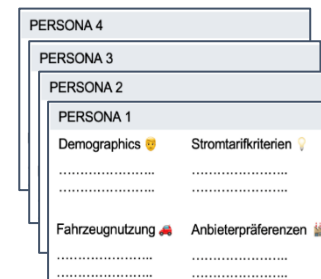 PERSONA 4
PERSONA 3
PERSONA 2
PERSONA 1
Demographics 👨 Stromtarifkriterien 💡
........................ ........................
........................ ........................
Fahrzeugnutzung 🚗 Anbieterpräferenzen
........................ ........................
........................ ........................